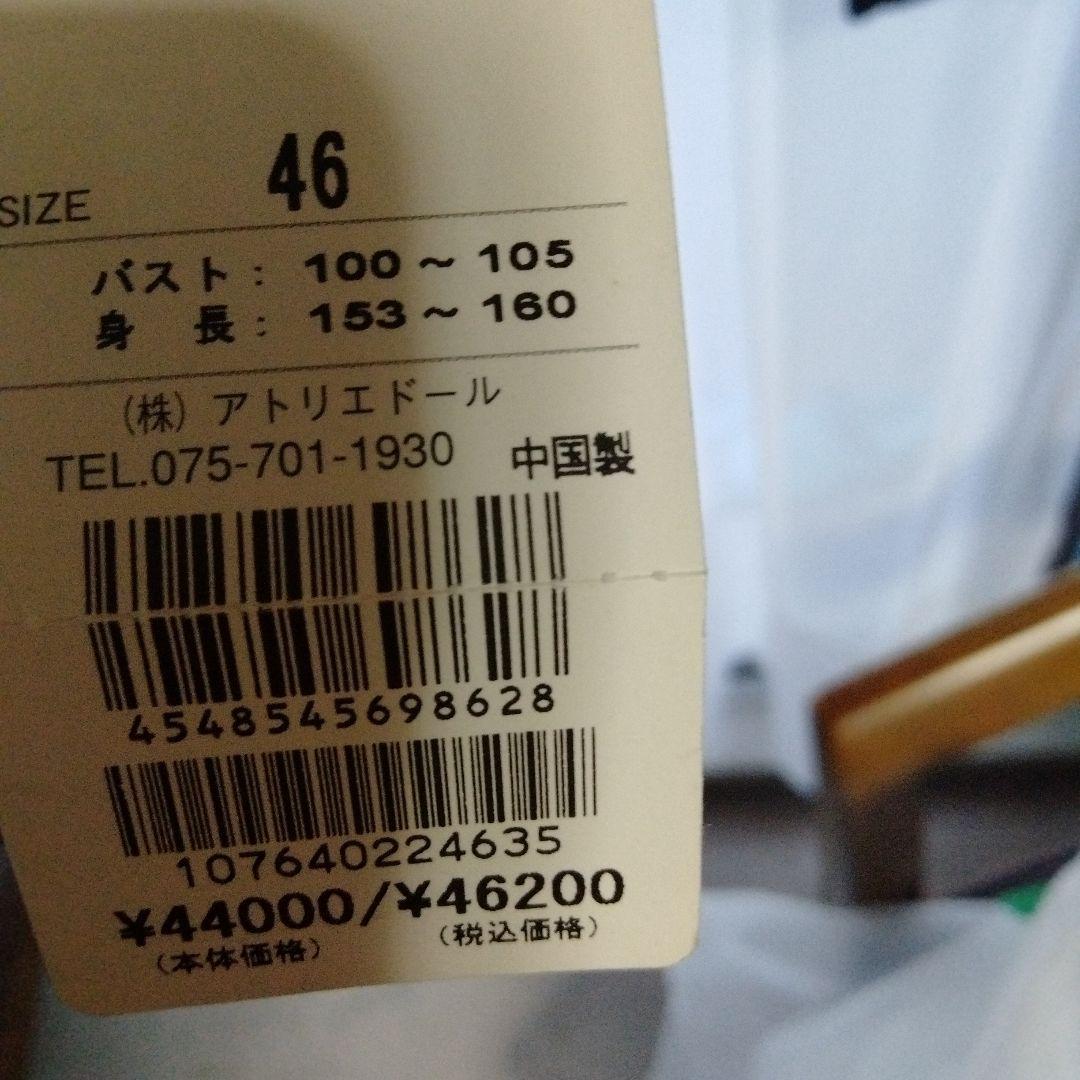 SIZE 46
バスト: 100~105
身 長: 153~160
(株)アトリエドール
TEL.075-701-1930 中国製
4548545698628
107640224635
¥44000/¥46200
(本体価格) (税込価格)